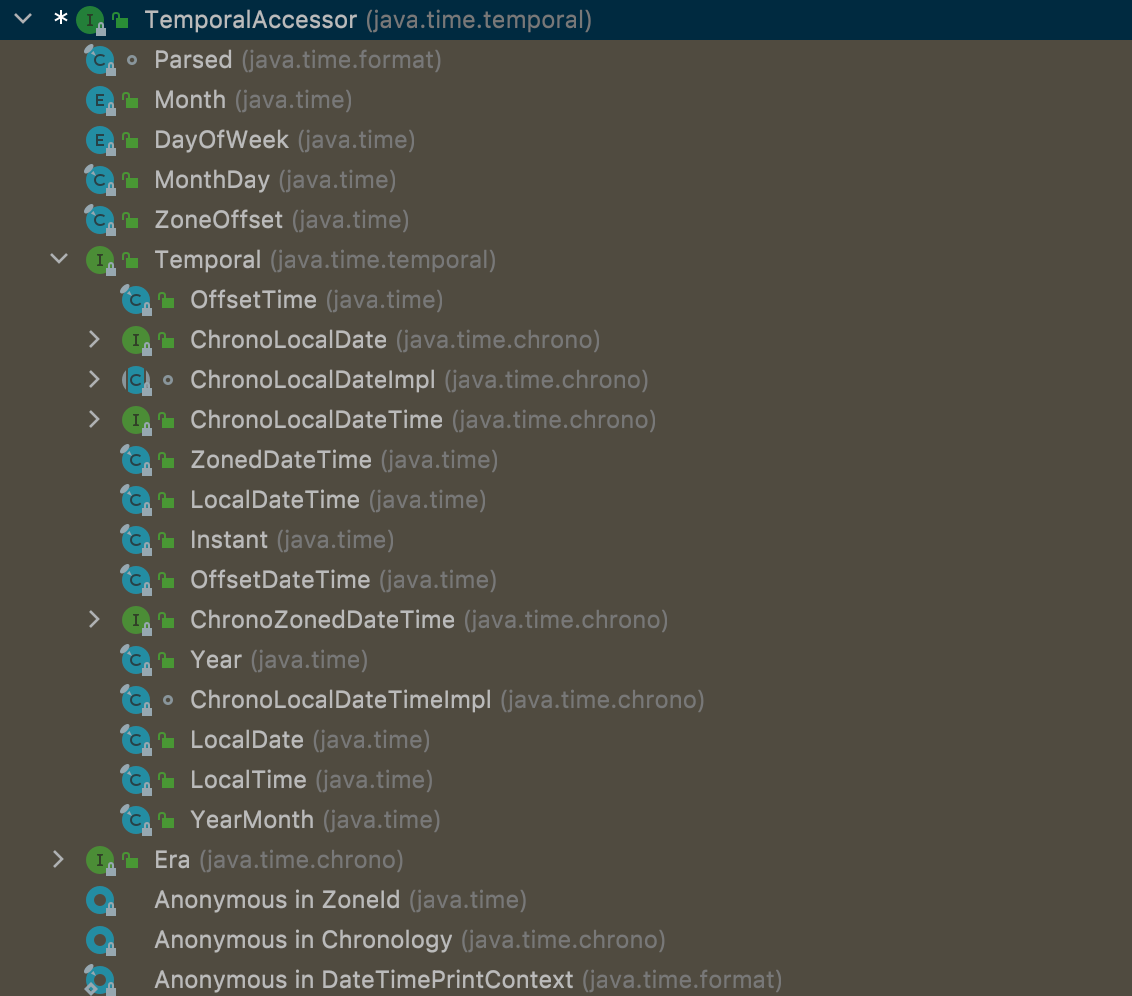 * I TemporalAccessor (java.time.temporal)
C Parsed (java.time.format)
E Month (java.time)
E DayOfWeek (java.time)
C MonthDay (java.time)
C ZoneOffset (java.time)
I Temporal (java.time.temporal)
C OffsetTime (java.time)
I ChronoLocalDate (java.time.chrono)
C ChronoLocalDateImpl (java.time.chrono)
I ChronoLocalDateTime (java.time.chrono)
C ZonedDateTime (java.time)
C LocalDateTime (java.time)
C Instant (java.time)
C OffsetDateTime (java.time)
I ChronoZonedDateTime (java.time.chrono)
C Year (java.time)
C ChronoLocalDateTimeImpl (java.time.chrono)
C LocalDate (java.time)
C LocalTime (java.time)
C YearMonth (java.time)
I Era (java.time.chrono)
Anonymous in ZoneId (java.time)
Anonymous in Chronology (java.time.chrono)
Anonymous in DateTimePrintContext (java.time.format)